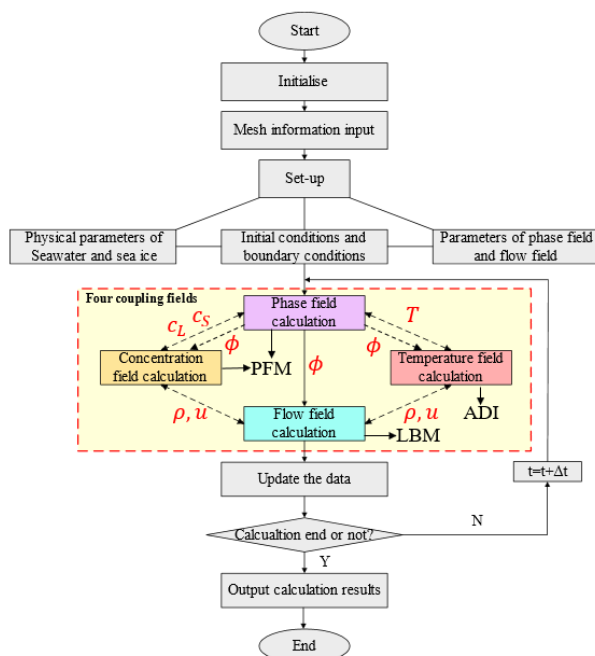 Start
Initialise
Mesh information input
Set-up
Physical parameters of
Seawater and sea ice
Initial conditions and
boundary conditions
Parameters of phase field
and flow field
Four coupling fields
Phase field
calculation
c_L c_S
ϕ
T
ϕ
Concentration
field calculation
PFM
ϕ
Temperature field
calculation
ρ, u
ρ, u
ADI
Flow field
calculation
LBM
Update the data
t=t+Δt
Calcualtion end or not?
N
Y
Output calculation results
End